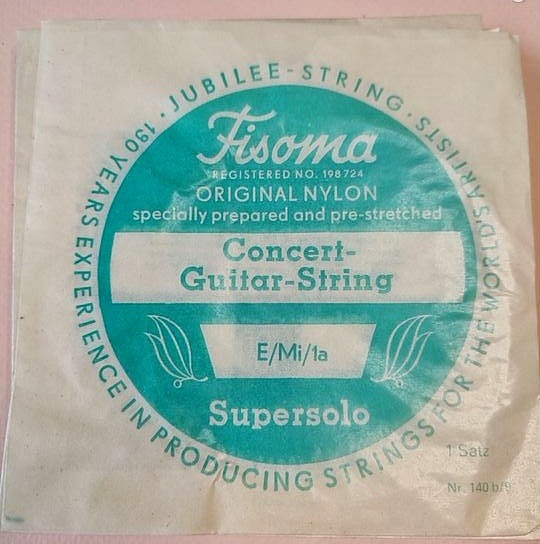 · JUBILEE-STRING ·
190 YEARS EXPERIENCE IN PRODUCING STRINGS FOR THE WORLD'S ARTISTS
Fisoma
REGISTERED NO. 198724
ORIGINAL NYLON
specially prepared and pre-stretched
Concert-
Guitar-String
E/Mi/1a
Supersolo
1 Satz
Nr. 140 b/9